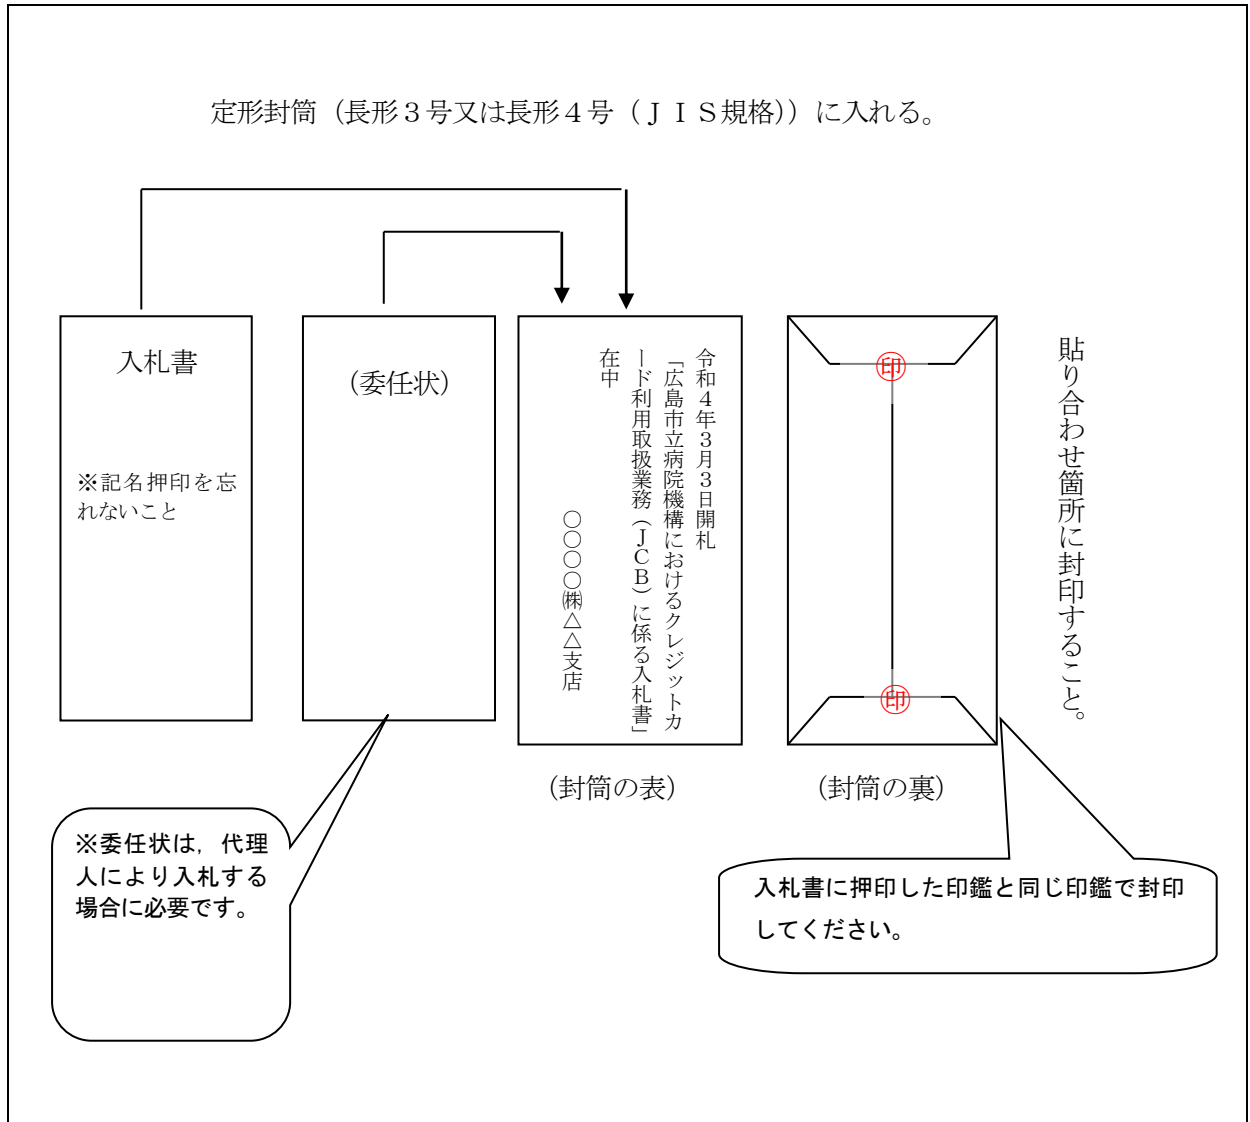 定形封筒（長形３号又は長形４号（ＪＩＳ規格））に入れる。
入札書
※記名押印を忘
れないこと
（委任状）
令和４年３月３日開札
「広島市立病院機構におけるクレジットカ
ード利用取扱業務（ＪＣＢ）に係る入札書」
在中
○○○○㈱△△支店
印
印
貼り合わせ箇所に封印すること。
（封筒の表）
（封筒の裏）
※委任状は，代理
人により入札する
場合に必要です。
入札書に押印した印鑑と同じ印鑑で封印
してください。